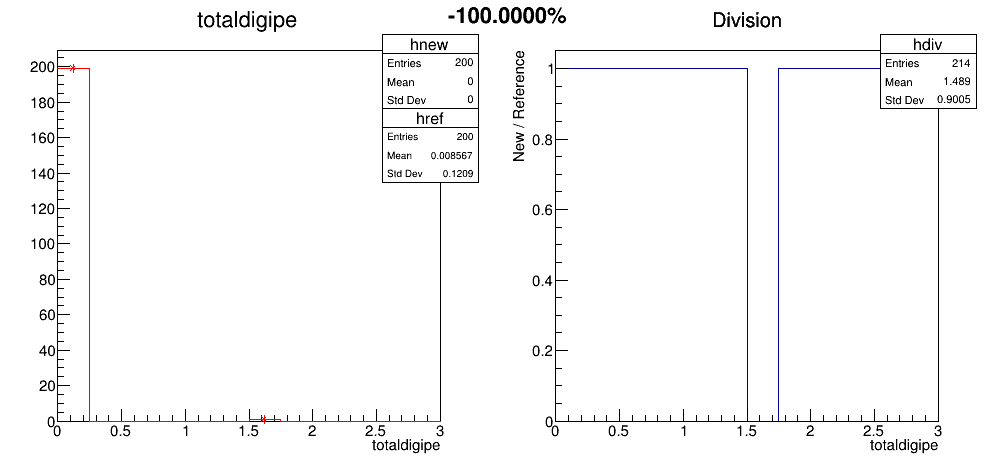 -100.0000%
totaldigipe
hnew
Entries 200
Mean 0
Std Dev 0
href
Entries 200
Mean 0.008567
Std Dev 0.1209
200
180
160
140
120
100
80
60
40
20
0
0 0.5 1 1.5 2 2.5 3
totaldigipe
Division
hdiv
Entries 214
Mean 1.489
Std Dev 0.9005
New / Reference
1
0.8
0.6
0.4
0.2
0
0 0.5 1 1.5 2 2.5 3
totaldigipe